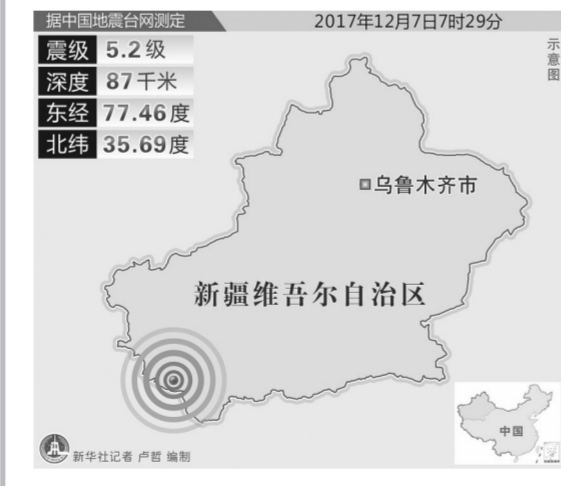 据中国地震台网测定
2017年12月7日7时29分
示意图
震级 5.2级
深度 87千米
东经 77.46度
北纬 35.69度
乌鲁木齐市
新疆维吾尔自治区
中国
新华社记者 卢哲 编制